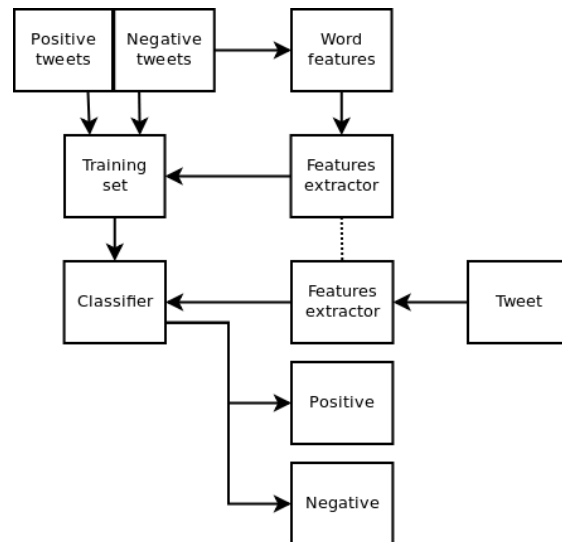 Positive
tweets
Negative
tweets
Word
features
Training
set
Features
extractor
Classifier
Features
extractor
Tweet
Positive
Negative